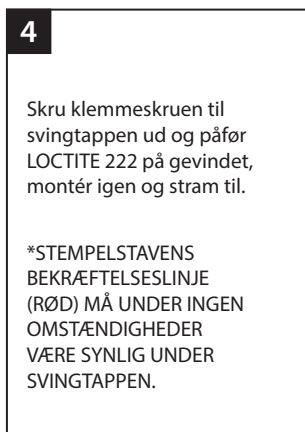 4
Skru klemmeskruen til
svingtappen ud og påfør
LOCTITE 222 på gevindet,
montér igen og stram til.
*STEMPELSTAVENS
BEKRÆFTELSESLINJE
(RØD) MÅ UNDER INGEN
OMSTÆNDIGHEDER
VÆRE SYNLIG UNDER
SVINGTAPPEN.